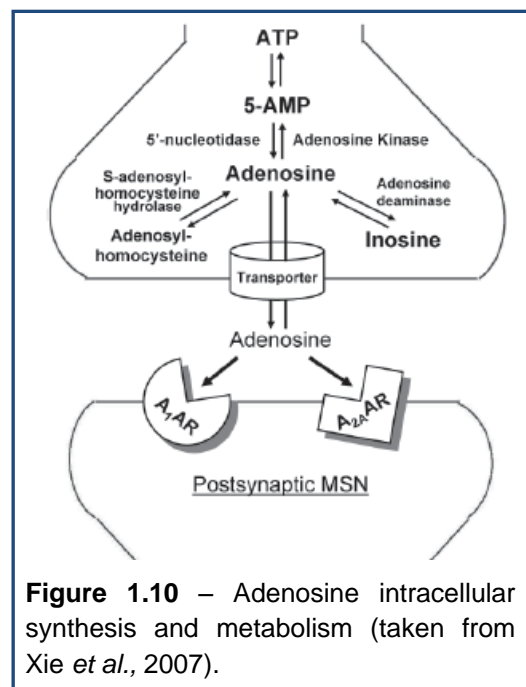 ATP
5-AMP
5'-nucleotidase Adenosine Kinase
Adenosine
S-adenosyl-
homocysteine
hydrolase
Adenosine
deaminase
Adenosyl-
homocysteine
Inosine
Transporter
Adenosine
A₁AR
A₂ₐAR
Postsynaptic MSN
Figure 1.10 – Adenosine intracellular
synthesis and metabolism (taken from
Xie et al., 2007).